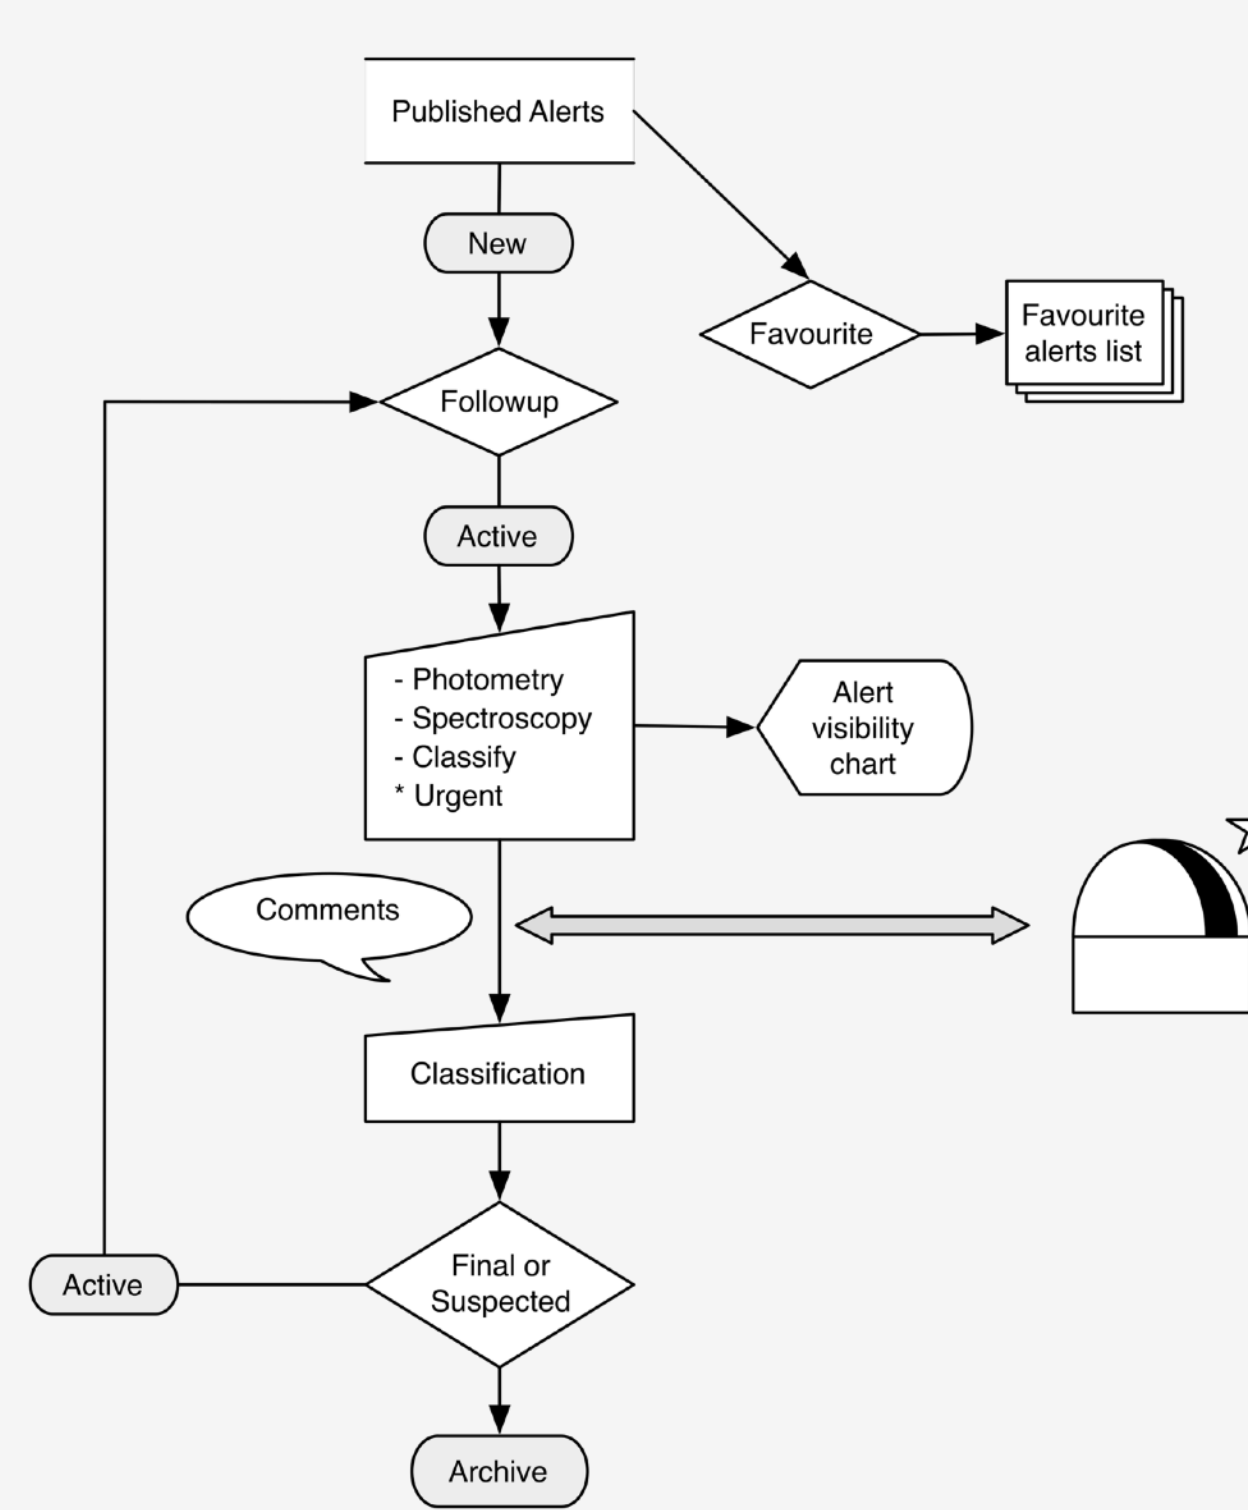 Published Alerts
New
Favourite
Favourite
alerts list
Followup
Active
- Photometry
- Spectroscopy
- Classify
* Urgent
Alert
visibility
chart
Comments
Classification
Final or
Suspected
Active
Archive